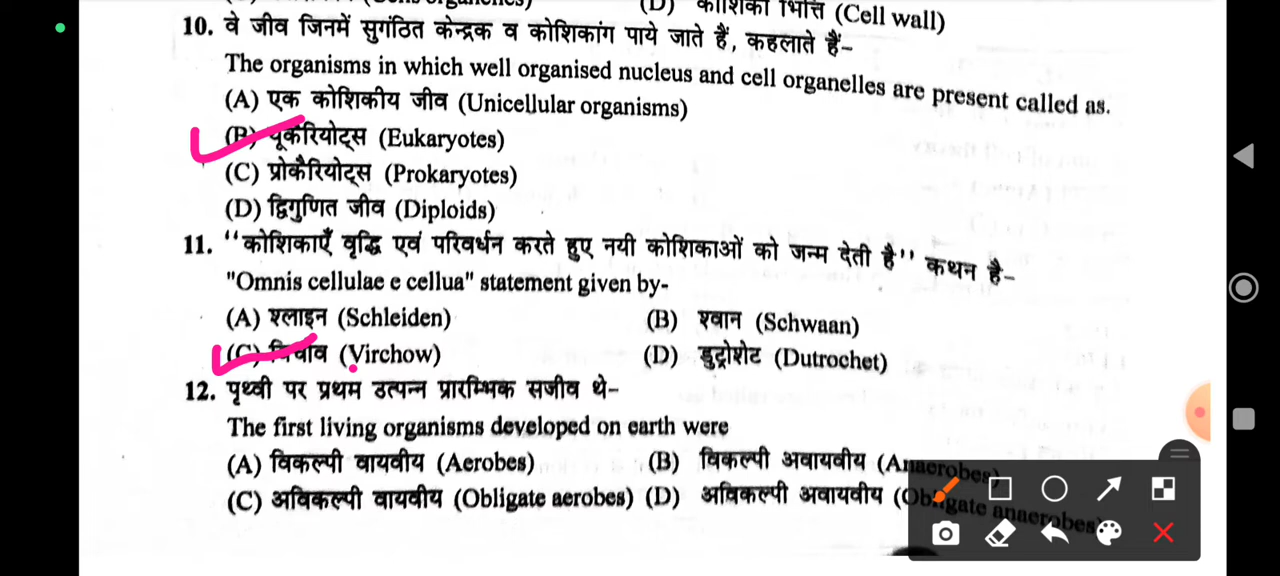 (D) कोशिका भित्ति (Cell wall)
10. वे जीव जिनमें सुगंठित केन्द्रक व कोशिकांग पाये जाते हैं, कहलाते हैं–
The organisms in which well organised nucleus and cell organelles are present called as.
(A) एक कोशिकीय जीव (Unicellular organisms)
(B) यूकैरियोट्स (Eukaryotes)
(C) प्रोकैरियोट्स (Prokaryotes)
(D) द्विगुणित जीव (Diploids)
11. ‘‘कोशिकाएँ वृद्धि एवं परिवर्धन करते हुए नयी कोशिकाओं को जन्म देती है’’ कथन है–
"Omnis cellulae e cellua" statement given by-
(A) श्लाइन (Schleiden) (B) श्वान (Schwaan)
(C) (Virchow) (D) डुट्रोशेट (Dutrochet)
12. पृथ्वी पर प्रथम उत्पन्न प्रारम्भिक सजीव थे–
The first living organisms developed on earth were
(A) विकल्पी वायवीय (Aerobes) (B) विकल्पी अवायवीय (Anaerobes)
(C) अविकल्पी वायवीय (Obligate aerobes) (D) अविकल्पी अवायवीय (Obligate anaerobes)